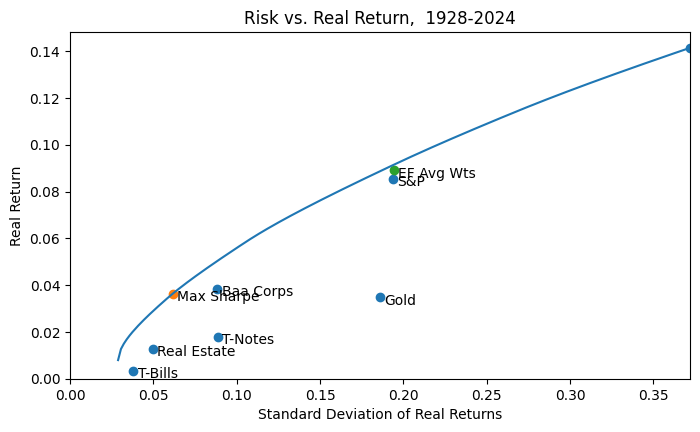 Risk vs. Real Return,  1928-2024
Real Return
0.14
0.12
0.10
0.08
0.06
0.04
0.02
0.00
EF Avg Wts
S&P
Baa Corps
Max Sharpe
Gold
T-Notes
Real Estate
T-Bills
0.00 0.05 0.10 0.15 0.20 0.25 0.30 0.35
Standard Deviation of Real Returns